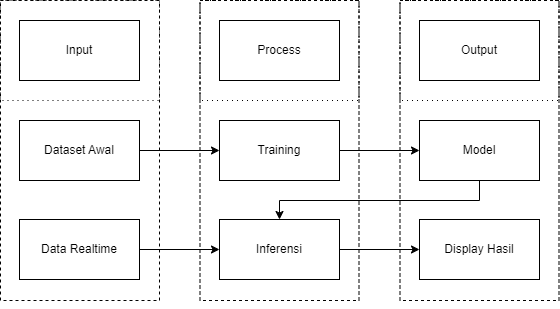 Input
Process
Output
Dataset Awal
Training
Model
Data Realtime
Inferensi
Display Hasil